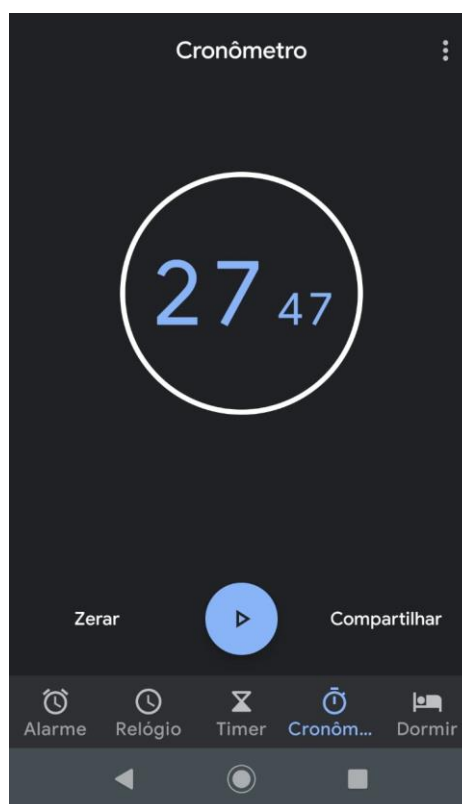 Cronômetro
27 47
Zerar
Compartilhar
Alarme
Relógio
Timer
Cronôm...
Dormir